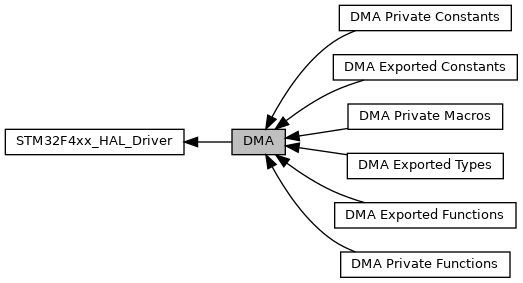 DMA Private Constants
DMA Exported Constants
DMA Private Macros
STM32F4xx_HAL_Driver
DMA
DMA Exported Types
DMA Exported Functions
DMA Private Functions